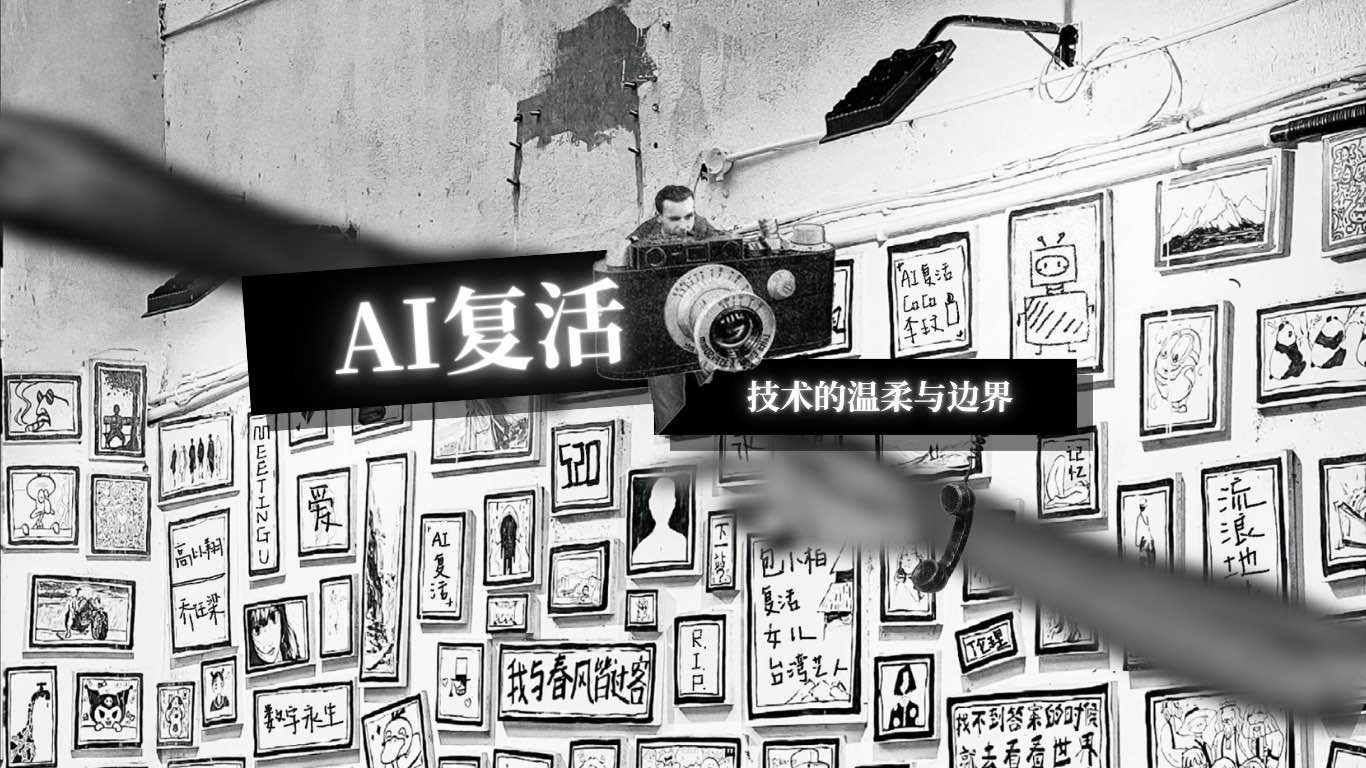 AI复活
技术的温柔与边界
AI复活
CoCo
李玟
MEETING U
爱
520
记
忆
流
浪
地
高以翔
乔任梁
AI
复
活
下一
包小柏
复活
女儿
台湾艺人
伦理
R.I.P.
我与春风皆过客
数字永生
找不到答案的时候
就去看看世界